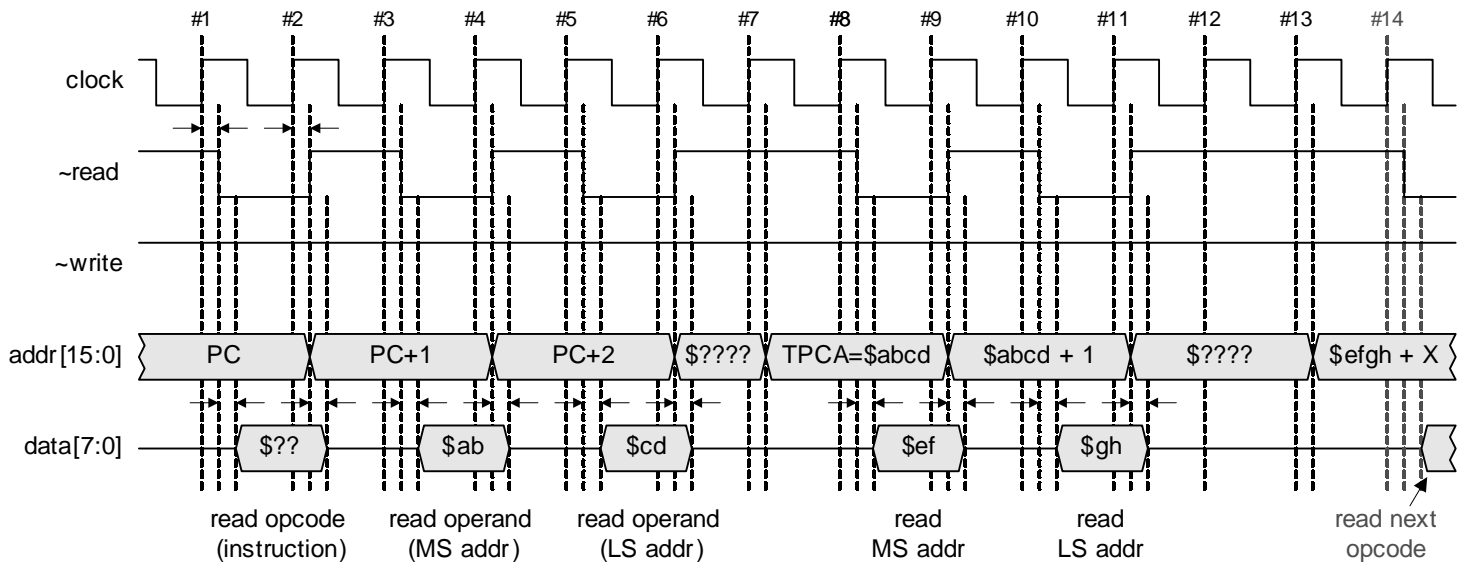 #1 #2 #3 #4 #5 #6 #7 #8 #9 #10 #11 #12 #13 #14
clock
~read
~write
addr[15:0] PC PC+1 PC+2 $???? TPCA=$abcd $abcd + 1 $???? $efgh + X
data[7:0] $?? $ab $cd $ef $gh
read opcode read operand read operand read read read next
(instruction) (MS addr) (LS addr) MS addr LS addr opcode